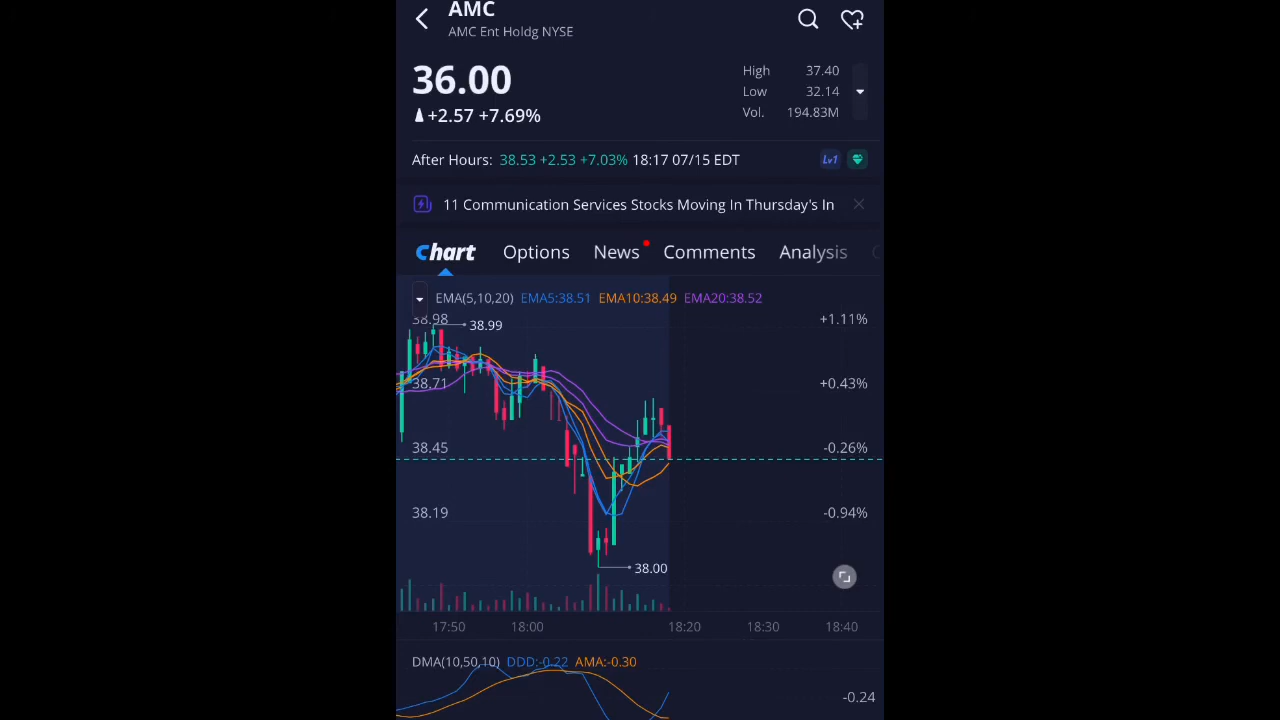 AMC
AMC Ent Holdg NYSE
36.00
+2.57 +7.69%
High 37.40
Low 32.14
Vol. 194.83M
After Hours: 38.53 +2.53 +7.03% 18:17 07/15 EDT
Lv1
11 Communication Services Stocks Moving In Thursday's In
Chart Options News Comments Analysis
EMA(5,10,20) EMA5:38.51 EMA10:38.49 EMA20:38.52
38.98 +1.11%
38.99
38.71 +0.43%
38.45 -0.26%
38.19 -0.94%
38.00
17:50 18:00 18:20 18:30 18:40
DMA(10,50,10) DDD:-0.22 AMA:-0.30
-0.24